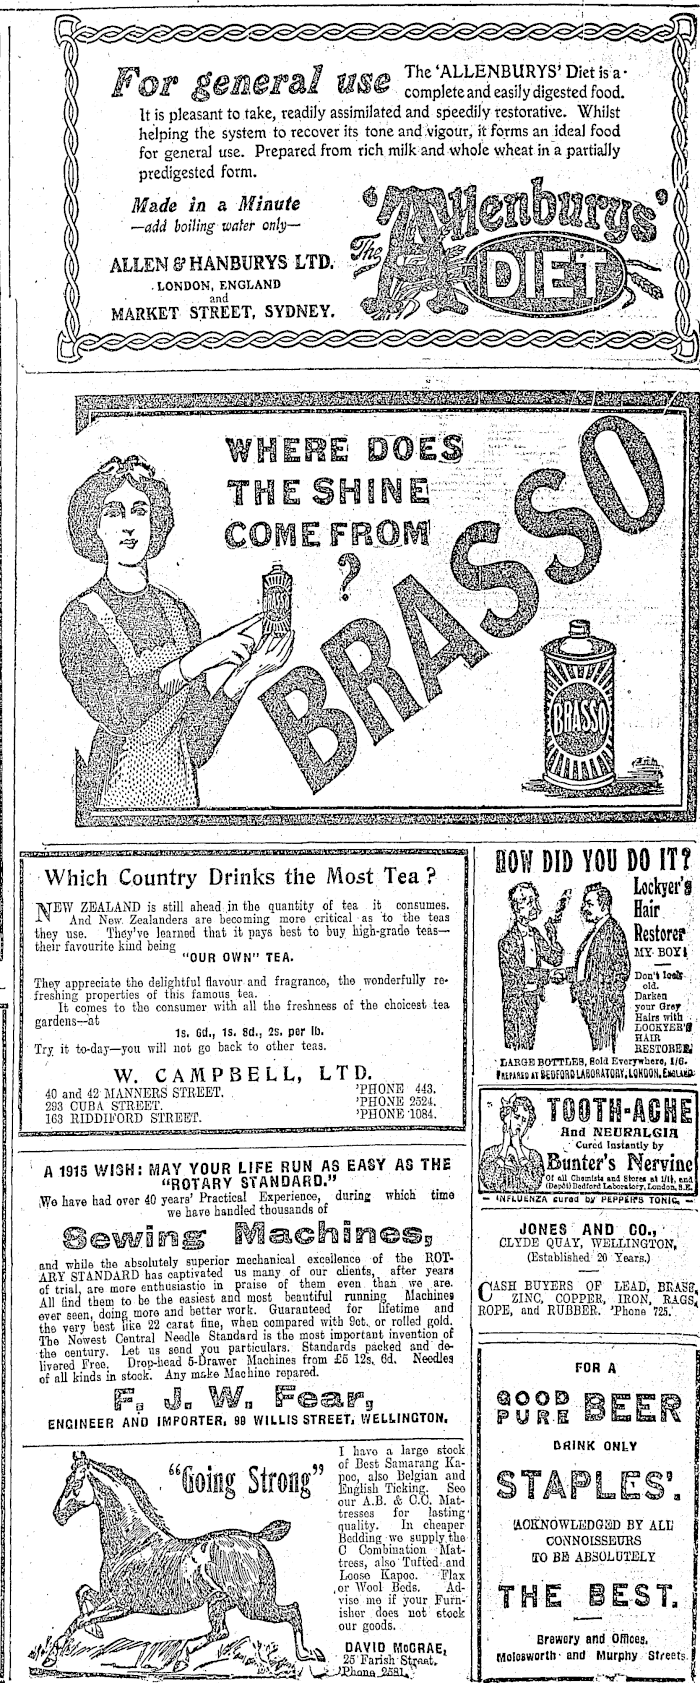 For general use
The 'ALLENBURYS' Diet is a
complete and easily digested food.
It is pleasant to take, readily assimilated and speedily restorative. Whilst
helping the system to recover its tone and vigour, it forms an ideal food
for general use. Prepared from rich milk and whole wheat in a partially
predigested form.
Made in a Minute
—add boiling water only—
ALLEN & HANBURYS LTD.
LONDON, ENGLAND
and
MARKET STREET, SYDNEY.
The 'Allenburys'
DIET
WHERE DOES
THE SHINE
COME FROM
?
BRASSO
BRASSO
BRASSO
Which Country Drinks the Most Tea?
NEW ZEALAND is still ahead in the quantity of tea it consumes.
And New Zealanders are becoming more critical as to the teas
they use. They've learned that it pays best to buy high-grade teas—
their favourite kind being
"OUR OWN" TEA.
They appreciate the delightful flavour and fragrance, the wonderfully re-
freshing properties of this famous tea.
It comes to the consumer with all the freshness of the choicest tea
gardens—at
1s. 6d., 1s. 8d., 2s. per lb.
Try it to-day—you will not go back to other teas.
W. CAMPBELL, LTD.
40 and 42 MANNERS STREET. 'PHONE 443.
293 CUBA STREET. 'PHONE 2524.
163 RIDDIFORD STREET. 'PHONE 1084.
A 1915 WISH: MAY YOUR LIFE RUN AS EASY AS THE
"ROTARY STANDARD."
We have had over 40 years' Practical Experience, during which time
we have handled thousands of
Sewing Machines,
and while the absolutely superior mechanical excellence of the ROT-
ARY STANDARD has captivated us many of our clients, after years
of trial, are more enthusiastic in praise of them even than we are.
All find them to be the easiest and most beautiful running Machines
ever seen, doing more and better work. Guaranteed for lifetime and
the very best like 22 carat fine, when compared with 9ct. or rolled gold.
The Newest Central Needle Standard is the most important invention of
the century. Let us send you particulars. Standards packed and de-
livered Free. Drop-head 5-Drawer Machines from £5 12s. 6d. Needles
of all kinds in stock. Any make Machine repared.
F. J. W. Fear,
ENGINEER AND IMPORTER, 99 WILLIS STREET, WELLINGTON.
"Going Strong"
I have a large stock
of Best Samarang Ka-
poc, also Belgian and
English Ticking. See
our A.B. & C.C. Mat-
tresses for lasting
quality. In cheaper
Bedding we supply the
C Combination Mat-
tress, also Tufted and
Loose Kapoc. Flax
or Wool Beds. Ad-
vise me if your Furn-
isher does not stock
our goods.
DAVID McCRAE,
25 Farish Street.
'Phone 2581.
HOW DID YOU DO IT?
Lockyer's
Hair
Restorer
MY BOY!
Don't look
old.
Darken
your Grey
Hairs with
LOCKYER'S
HAIR
RESTORER.
LARGE BOTTLES, Sold Everywhere, 1/6.
PREPARED AT BEDFORD LABORATORY, LONDON, ENGLAND.
TOOTH-ACHE
And NEURALGIA
Cured Instantly by
Bunter's Nervine
Of all Chemists and Stores at 1/1½, and
(Depôt) Bedford Laboratory, London, S.E.
INFLUENZA cured by PEPPER'S TONIC.
JONES AND CO.,
CLYDE QUAY, WELLINGTON,
(Established 20 Years.)
CASH BUYERS OF LEAD, BRASS,
ZINC, COPPER, IRON, RAGS,
ROPE, and RUBBER. 'Phone 725.
FOR A
GOOD PURE BEER
DRINK ONLY
STAPLES'.
ACKNOWLEDGED BY ALL
CONNOISSEURS
TO BE ABSOLUTELY
THE BEST.
Brewery and Offices,
Molesworth and Murphy Streets.